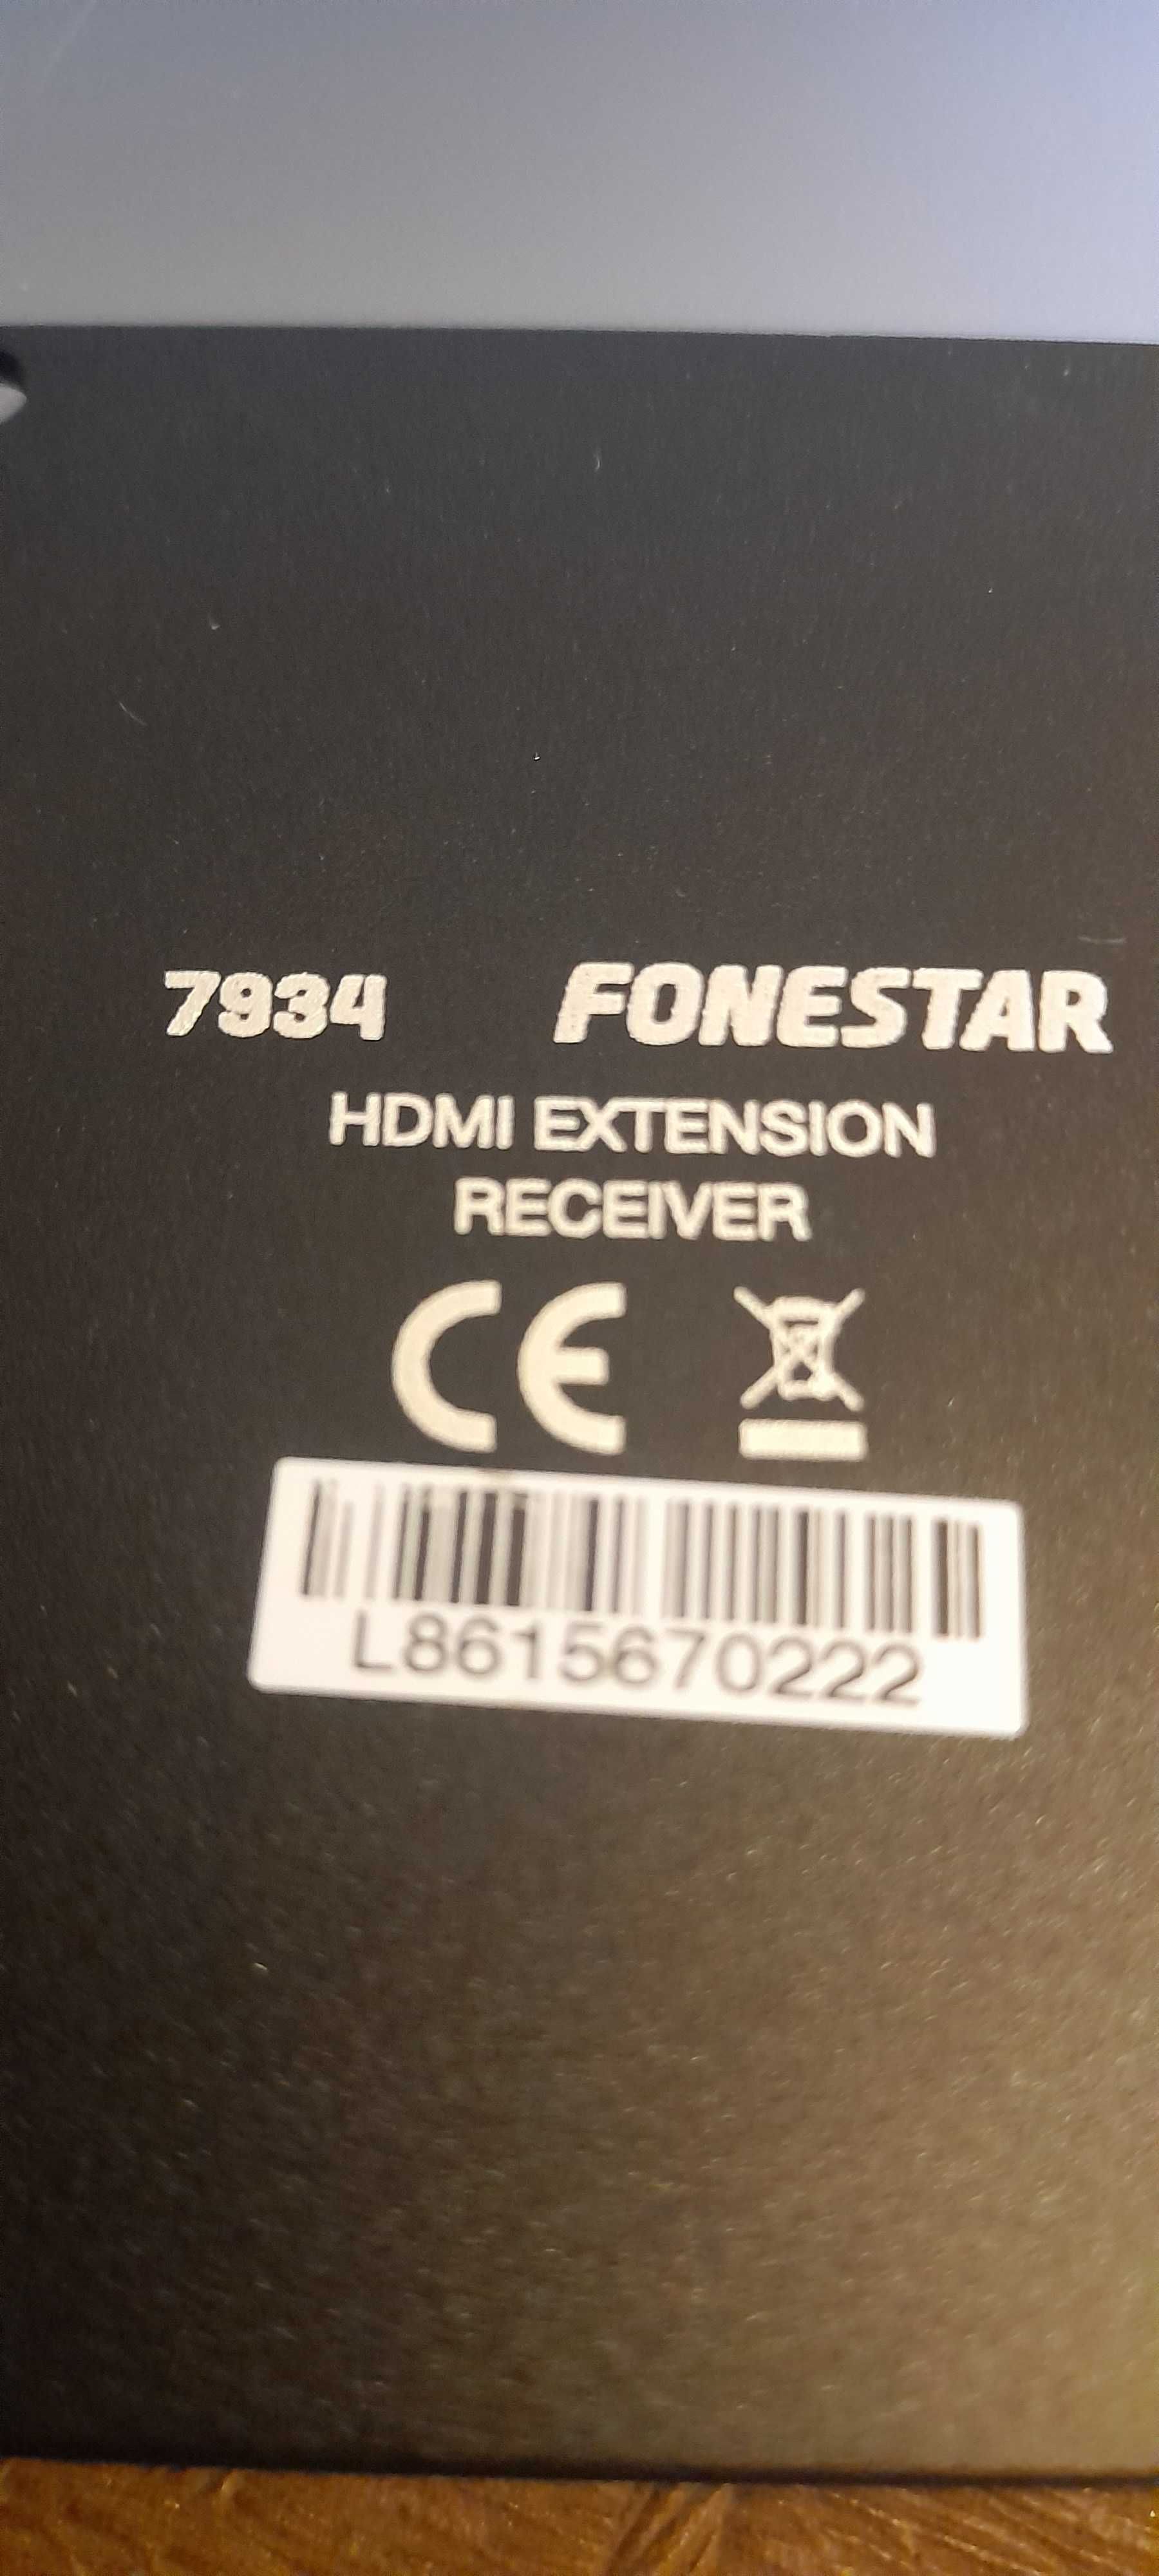 7934 FONESTAR
HDMI EXTENSION
RECEIVER
CE
L8615670222